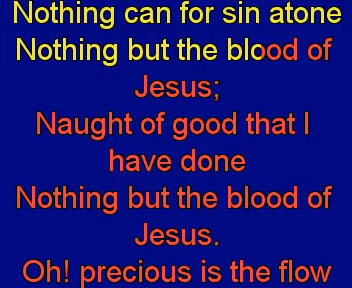 Nothing can for sin atone
Nothing but the blood of
Jesus;
Naught of good that I
have done
Nothing but the blood of
Jesus.
Oh! precious is the flow